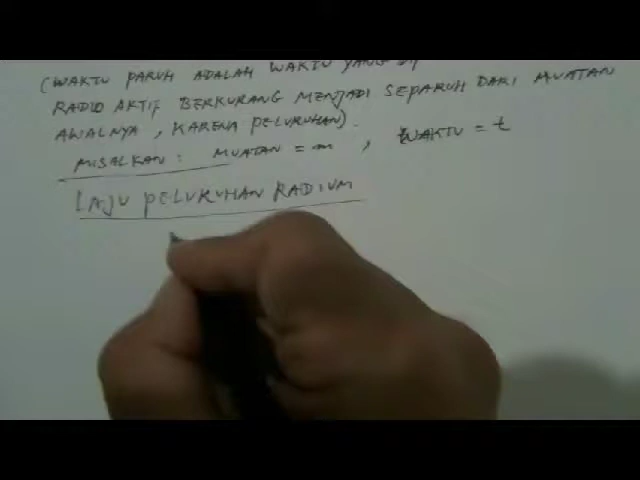 (WAKTU PARUH ADALAH WAKTU YANG
RADIO AKTIF BERKURANG MENJADI SEPARUH DARI MUATAN
AWALNYA, KARENA PELURUHAN).
MISALKAN: MUATAN = m, WAKTU = t
LAJU PELURUHAN RADIUM